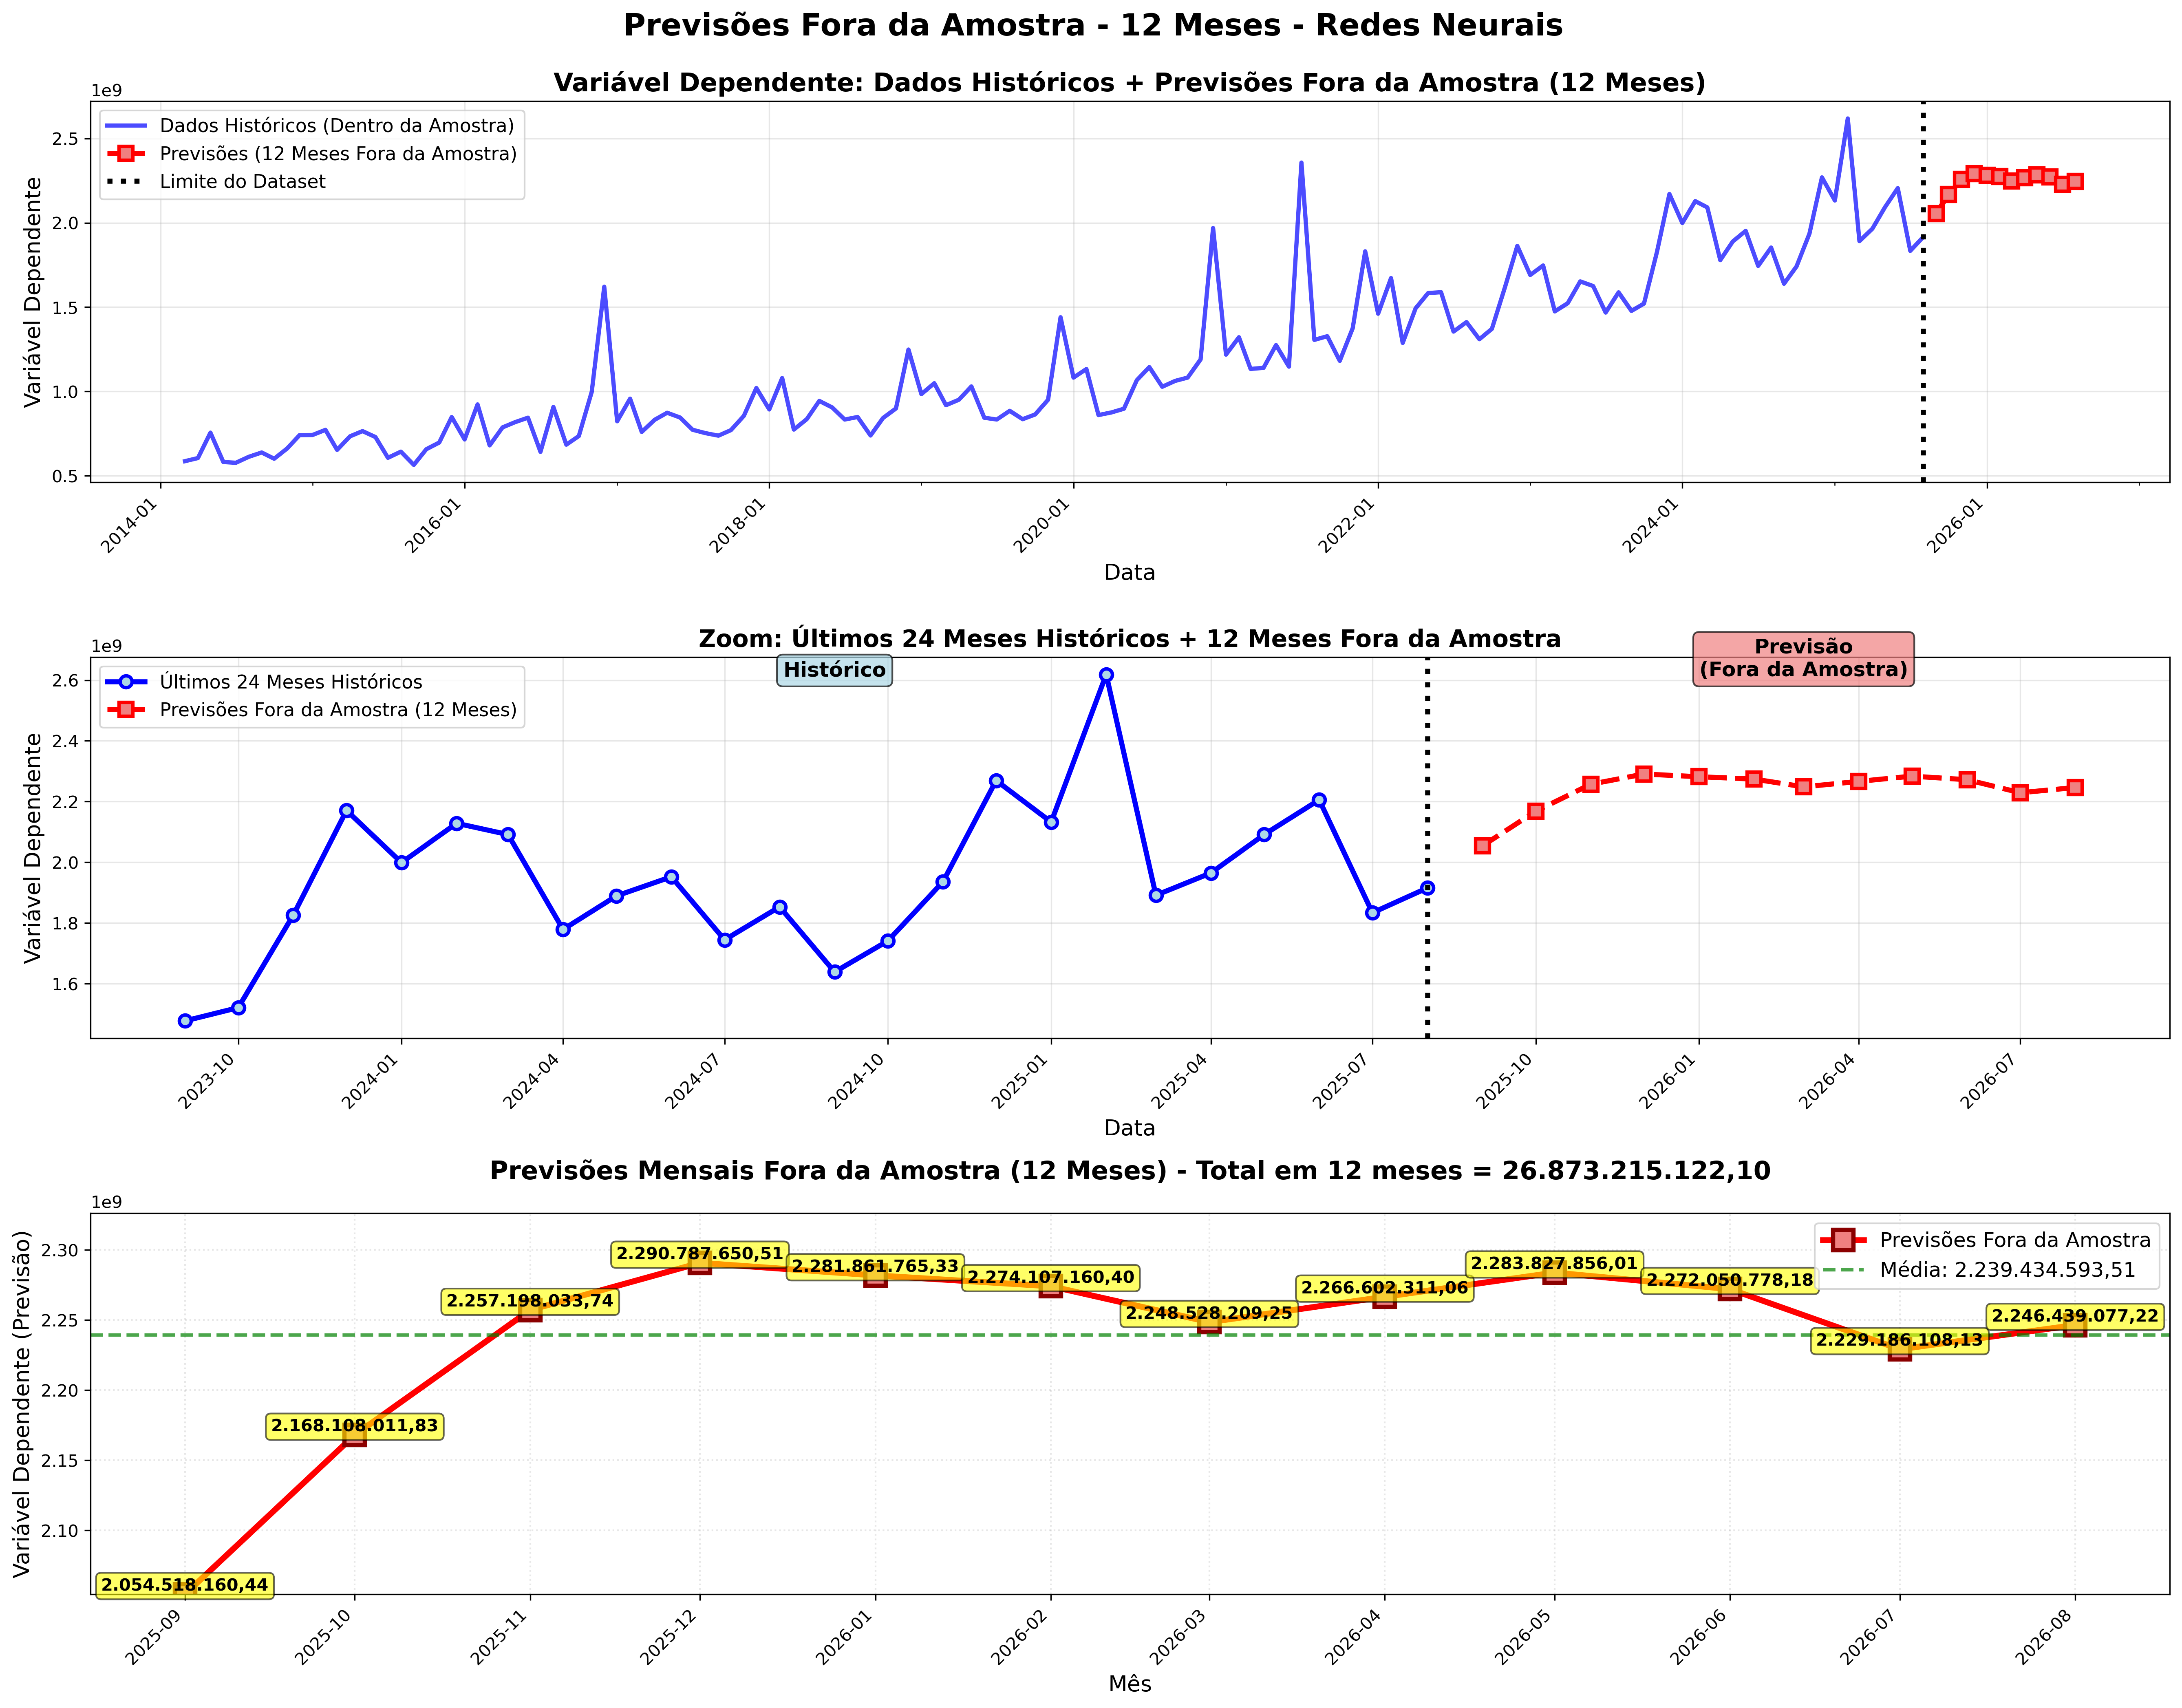 Previsões Fora da Amostra - 12 Meses - Redes Neurais
Variável Dependente: Dados Históricos + Previsões Fora da Amostra (12 Meses)
1e9
Dados Históricos (Dentro da Amostra)
Previsões (12 Meses Fora da Amostra)
Limite do Dataset
Variável Dependente
2.5
2.0
1.5
1.0
0.5
2014-01
2016-01
2018-01
2020-01
2022-01
2024-01
2026-01
Data
Zoom: Últimos 24 Meses Históricos + 12 Meses Fora da Amostra
1e9
Últimos 24 Meses Históricos
Previsões Fora da Amostra (12 Meses)
Histórico
Previsão
(Fora da Amostra)
Variável Dependente
2.6
2.4
2.2
2.0
1.8
1.6
2023-10
2024-01
2024-04
2024-07
2024-10
2025-01
2025-04
2025-07
2025-10
2026-01
2026-04
2026-07
Data
Previsões Mensais Fora da Amostra (12 Meses) - Total em 12 meses = 26.873.215.122,10
1e9
Previsões Fora da Amostra
Média: 2.239.434.593,51
Variável Dependente (Previsão)
2.30
2.25
2.20
2.15
2.10
2.054.518.160,44
2.168.108.011,83
2.257.198.033,74
2.290.787.650,51
2.281.861.765,33
2.274.107.160,40
2.248.528.209,25
2.266.602.311,06
2.283.827.856,01
2.272.050.778,18
2.229.186.108,13
2.246.439.077,22
2025-09
2025-10
2025-11
2025-12
2026-01
2026-02
2026-03
2026-04
2026-05
2026-06
2026-07
2026-08
Mês